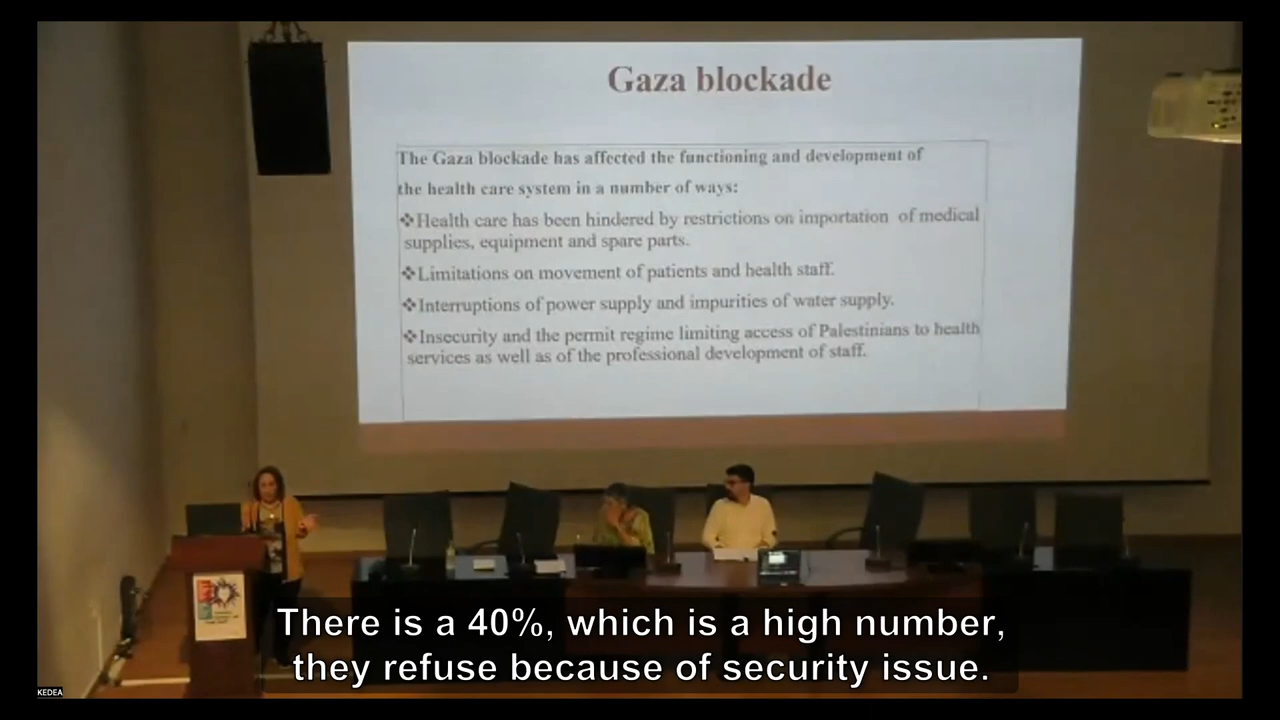 Gaza blockade
The Gaza blockade has affected the functioning and development of
the health care system in a number of ways:
❖Health care has been hindered by restrictions on importation of medical
supplies, equipment and spare parts.
❖Limitations on movement of patients and health staff.
❖Interruptions of power supply and impurities of water supply.
❖Insecurity and the permit regime limiting access of Palestinians to health
services as well as of the professional development of staff.
There is a 40%, which is a high number,
they refuse because of security issue.
KEDEA